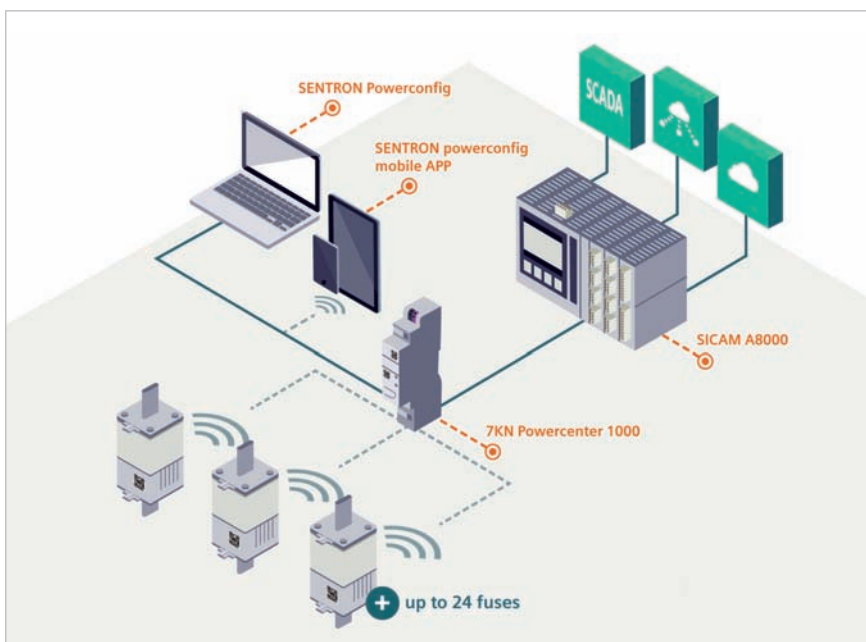 SENTRON Powerconfig
SENTRON powerconfig
mobile APP
SCADA
SICAM A8000
7KN Powercenter 1000
+ up to 24 fuses